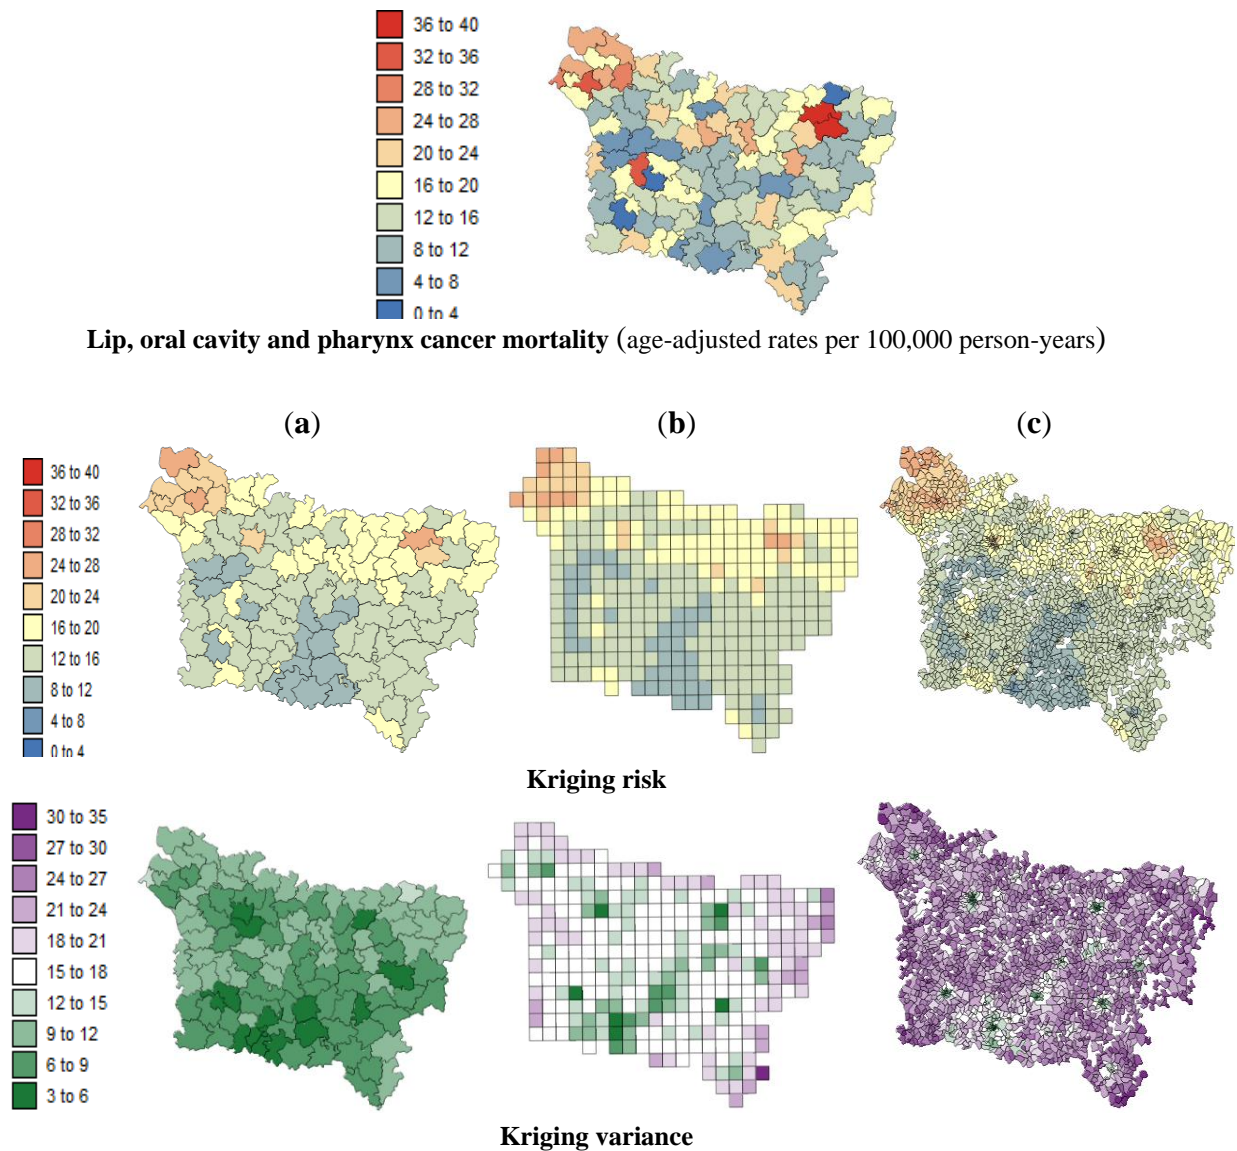 36 to 40
32 to 36
28 to 32
24 to 28
20 to 24
16 to 20
12 to 16
8 to 12
4 to 8
0 to 4
Lip, oral cavity and pharynx cancer mortality (age-adjusted rates per 100,000 person-years)
(a) (b) (c)
36 to 40
32 to 36
28 to 32
24 to 28
20 to 24
16 to 20
12 to 16
8 to 12
4 to 8
0 to 4
Kriging risk
30 to 35
27 to 30
24 to 27
21 to 24
18 to 21
15 to 18
12 to 15
9 to 12
6 to 9
3 to 6
Kriging variance